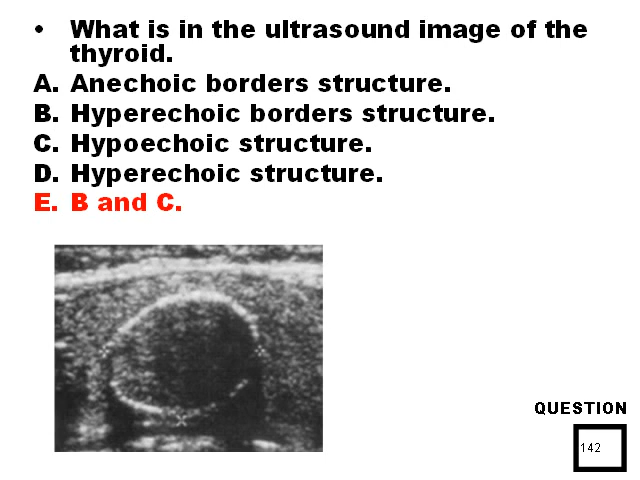 • What is in the ultrasound image of the
thyroid.
A. Anechoic borders structure.
B. Hyperechoic borders structure.
C. Hypoechoic structure.
D. Hyperechoic structure.
E. B and C.
QUESTION
142